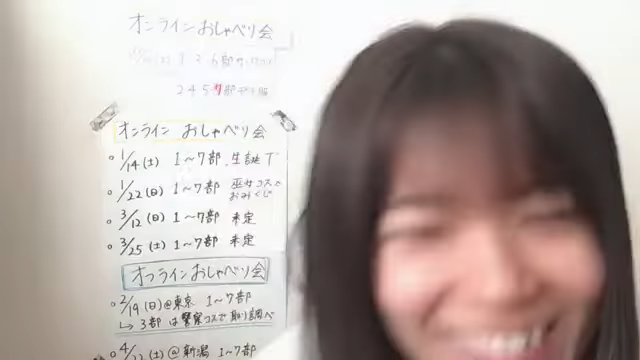 オンラインおしゃべり会
1 3 6部
2 4 5 7部
オンライン おしゃべり会
○ 1/14(土) 1〜7部、生誕T
○ 1/22(日) 1〜7部 巫女コスで
おみくじ
○ 3/12(日) 1〜7部 未定
○ 3/25(土) 1〜7部 未定
オフラインおしゃべり会
○ 2/19(日)@東京 1〜7部
↳ 3部は警察コスで取り調べ
(土)@新潟 1〜7部